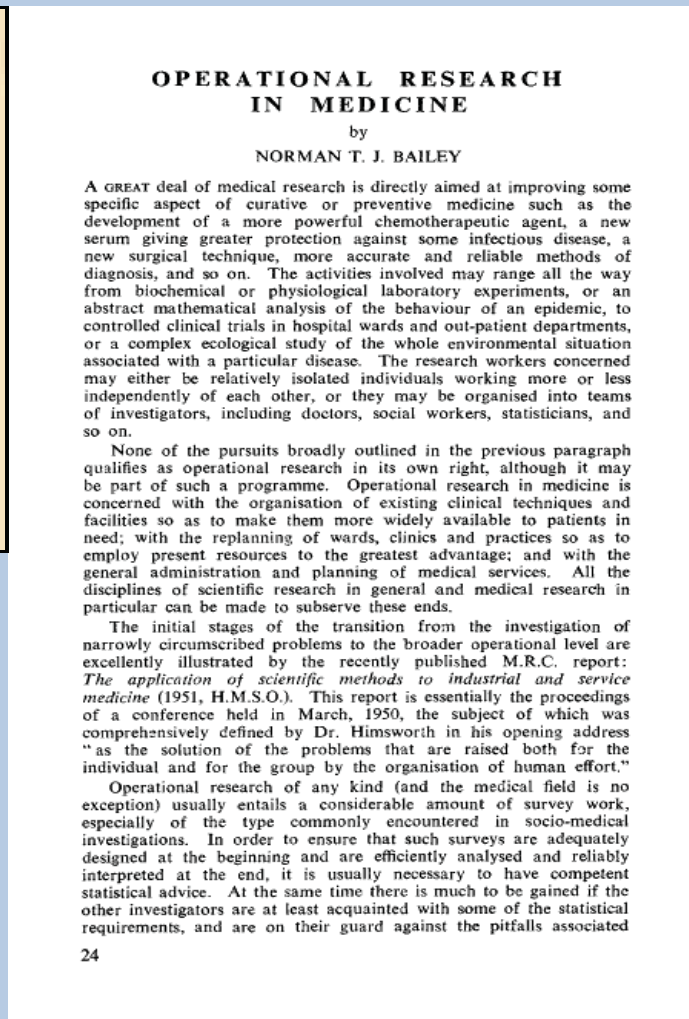 OPERATIONAL RESEARCH
IN MEDICINE
by
NORMAN T. J. BAILEY
A GREAT deal of medical research is directly aimed at improving some
specific aspect of curative or preventive medicine such as the
development of a more powerful chemotherapeutic agent, a new
serum giving greater protection against some infectious disease, a
new surgical technique, more accurate and reliable methods of
diagnosis, and so on. The activities involved may range all the way
from biochemical or physiological laboratory experiments, or an
abstract mathematical analysis of the behaviour of an epidemic, to
controlled clinical trials in hospital wards and out-patient departments,
or a complex ecological study of the whole environmental situation
associated with a particular disease. The research workers concerned
may either be relatively isolated individuals working more or less
independently of each other, or they may be organised into teams
of investigators, including doctors, social workers, statisticians, and
so on.
None of the pursuits broadly outlined in the previous paragraph
qualifies as operational research in its own right, although it may
be part of such a programme. Operational research in medicine is
concerned with the organisation of existing clinical techniques and
facilities so as to make them more widely available to patients in
need; with the replanning of wards, clinics and practices so as to
employ present resources to the greatest advantage; and with the
general administration and planning of medical services. All the
disciplines of scientific research in general and medical research in
particular can be made to subserve these ends.
The initial stages of the transition from the investigation of
narrowly circumscribed problems to the broader operational level are
excellently illustrated by the recently published M.R.C. report:
The application of scientific methods to industrial and service
medicine (1951, H.M.S.O.). This report is essentially the proceedings
of a conference held in March, 1950, the subject of which was
comprehensively defined by Dr. Himsworth in his opening address
“as the solution of the problems that are raised both for the
individual and for the group by the organisation of human effort.”
Operational research of any kind (and the medical field is no
exception) usually entails a considerable amount of survey work,
especially of the type commonly encountered in socio-medical
investigations. In order to ensure that such surveys are adequately
designed at the beginning and are efficiently analysed and reliably
interpreted at the end, it is usually necessary to have competent
statistical advice. At the same time there is much to be gained if the
other investigators are at least acquainted with some of the statistical
requirements, and are on their guard against the pitfalls associated
24